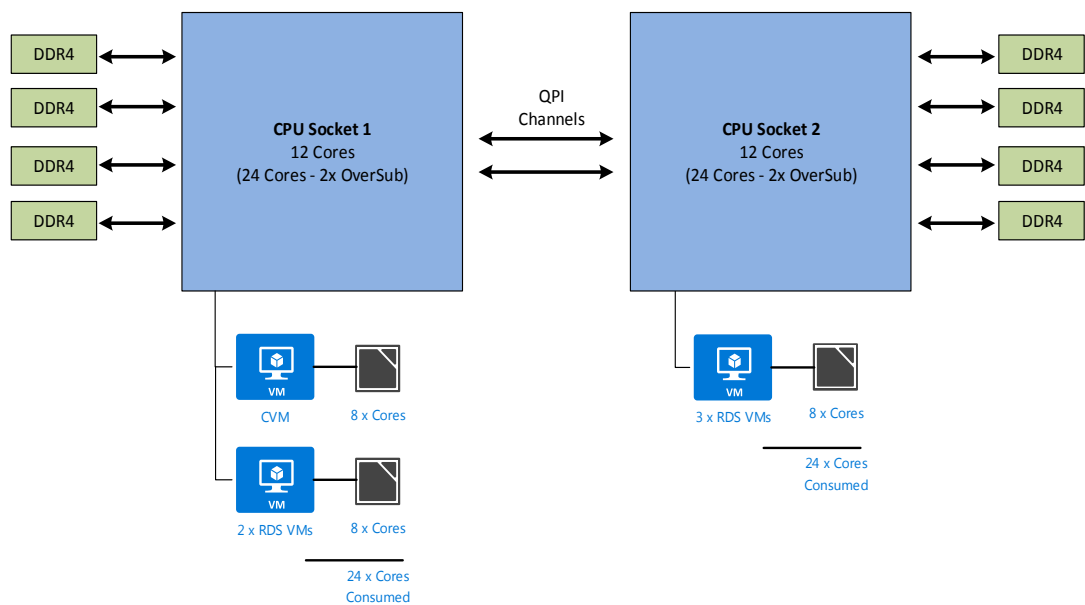 DDR4
DDR4
DDR4
DDR4
CPU Socket 1
12 Cores
(24 Cores - 2x OverSub)
QPI
Channels
CPU Socket 2
12 Cores
(24 Cores - 2x OverSub)
DDR4
DDR4
DDR4
DDR4
VM
CVM
8 x Cores
VM
2 x RDS VMs
8 x Cores
24 x Cores
Consumed
VM
3 x RDS VMs
8 x Cores
24 x Cores
Consumed